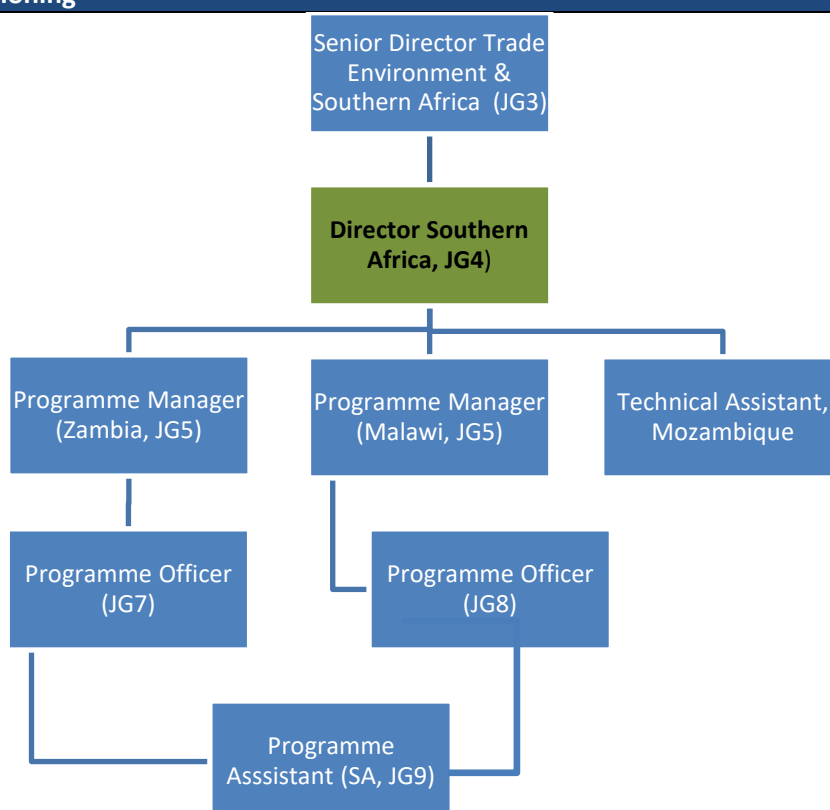 Senior Director Trade
Environment &
Southern Africa (JG3)
Director Southern
Africa, JG4)
Programme Manager
(Zambia, JG5)
Programme Manager
(Malawi, JG5)
Technical Assistant,
Mozambique
Programme Officer
(JG7)
Programme Officer
(JG8)
Programme
Asssistant (SA, JG9)